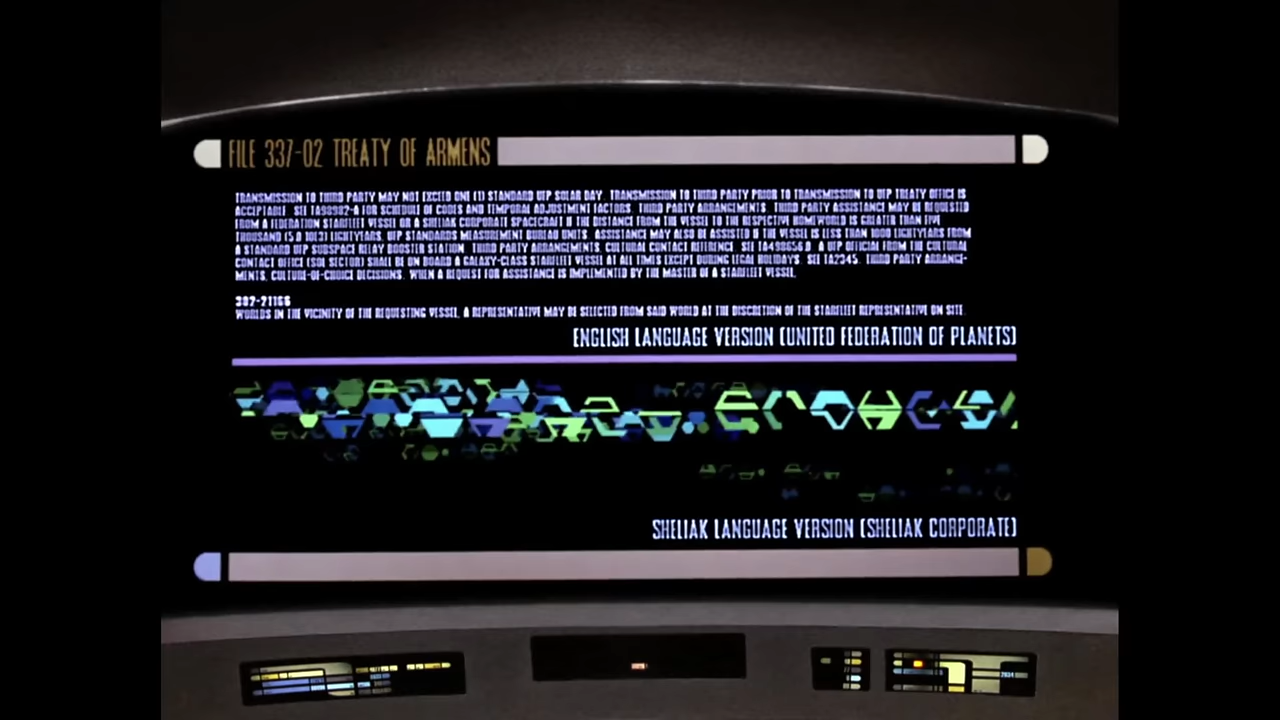 FILE 337-02 TREATY OF ARMENS
TRANSMISSION TO THIRD PARTY MAY NOT EXCEED ONE (1) STANDARD UFP SOLAR DAY. TRANSMISSION TO THIRD PARTY PRIOR TO TRANSMISSION TO UFP TREATY OFFICE IS
ACCEPTABLE. SEE TA98982-A FOR SCHEDULE OF CODES AND TEMPORAL ADJUSTMENT FACTORS. THIRD PARTY ARRANGEMENTS. THIRD PARTY ASSISTANCE MAY BE REQUESTED
FROM A FEDERATION STARFLEET VESSEL OR A SHELIAK CORPORATE SPACECRAFT IF THE DISTANCE FROM THE VESSEL TO THE RESPECTIVE HOMEWORLD IS GREATER THAN FIVE
THOUSAND (5.0 10E3) LIGHTYEARS, UFP STANDARDS MEASUREMENT BUREAU UNITS. ASSISTANCE MAY ALSO BE ASSISTED IF THE VESSEL IS LESS THAN 1000 LIGHTYEARS FROM
A STANDARD UFP SUBSPACE RELAY BOOSTER STATION. THIRD PARTY ARRANGEMENTS. CULTURAL CONTACT REFERENCE. SEE TA498656.0. A UFP OFFICIAL FROM THE CULTURAL
CONTACT OFFICE (SOL SECTOR) SHALL BE ON BOARD A GALAXY-CLASS STARFLEET VESSEL AT ALL TIMES EXCEPT DURING LEGAL HOLIDAYS. SEE TA2345. THIRD PARTY ARRANGE-
MENTS, CULTURE-OF-CHOICE DECISIONS. WHEN A REQUEST FOR ASSISTANCE IS IMPLEMENTED BY THE MASTER OF A STARFLEET VESSEL,
382-21166
WORLDS IN THE VICINITY OF THE REQUESTING VESSEL, A REPRESENTATIVE MAY BE SELECTED FROM SAID WORLD AT THE DISCRETION OF THE STARFLEET REPRESENTATIVE ON SITE.
ENGLISH LANGUAGE VERSION (UNITED FEDERATION OF PLANETS)
SHELIAK LANGUAGE VERSION (SHELIAK CORPORATE)